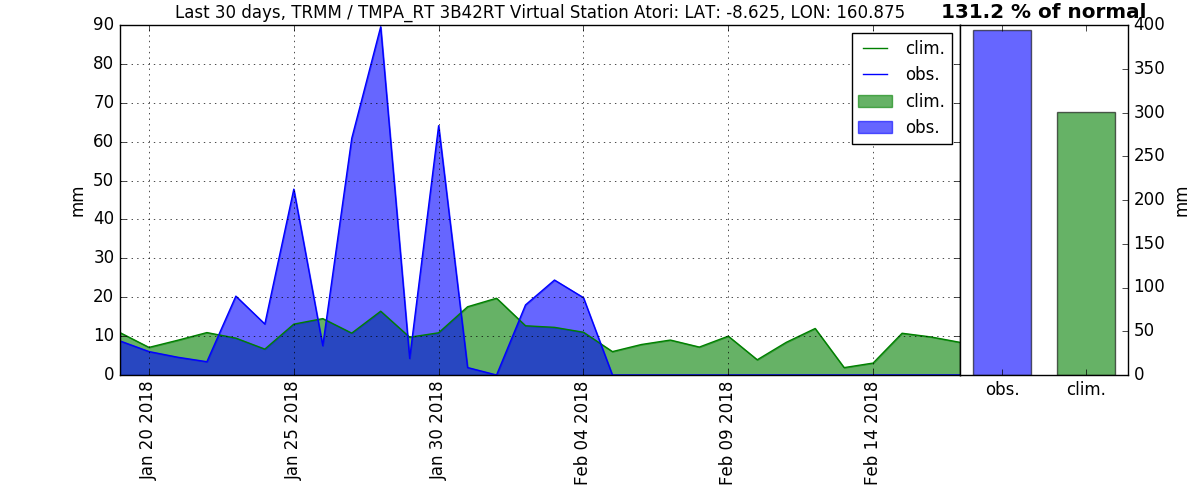 Last 30 days, TRMM / TMPA_RT 3B42RT Virtual Station Atori: LAT: -8.625, LON: 160.875
131.2 % of normal
90
80
70
60
50
40
30
20
10
0
mm
clim.
obs.
clim.
obs.
Jan 20 2018
Jan 25 2018
Jan 30 2018
Feb 04 2018
Feb 09 2018
Feb 14 2018
400
350
300
250
200
150
100
50
0
mm
obs.
clim.